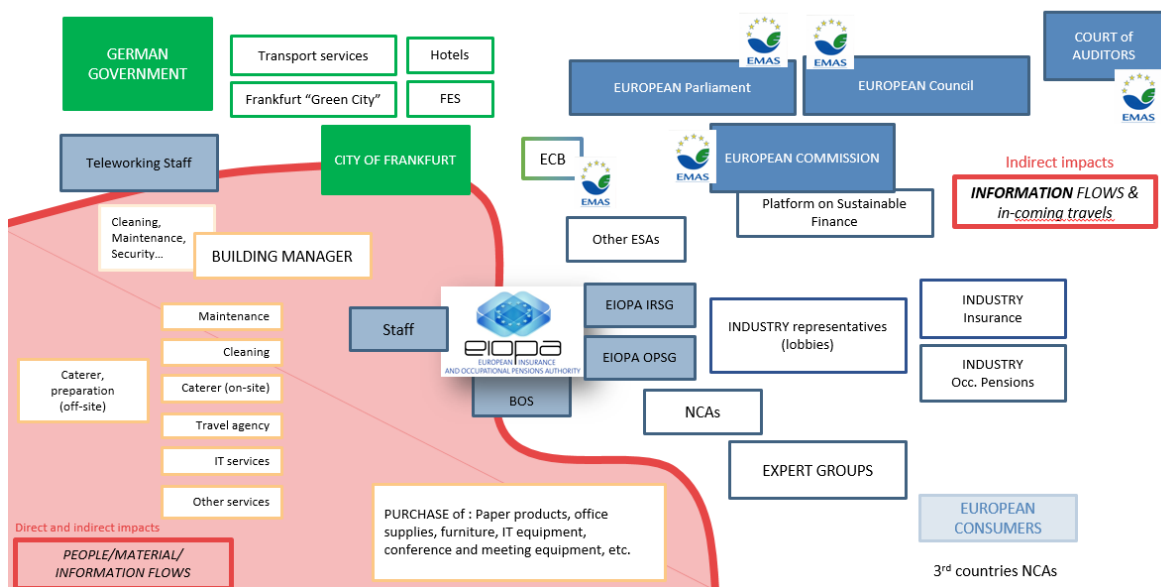 GERMAN
GOVERNMENT
Transport services
Hotels
Frankfurt “Green City”
FES
EMAS
EMAS
COURT of
AUDITORS
EMAS
EUROPEAN Parliament
EUROPEAN Council
Teleworking Staff
CITY OF FRANKFURT
ECB
EMAS
EMAS
EUROPEAN COMMISSION
Platform on Sustainable
Finance
Indirect impacts
INFORMATION FLOWS &
in-coming travels
Cleaning,
Maintenance,
Security...
BUILDING MANAGER
Other ESAs
Maintenance
Cleaning
Caterer (on-site)
Travel agency
IT services
Other services
Caterer,
preparation
(off-site)
Staff
eiopa
EUROPEAN INSURANCE
AND OCCUPATIONAL PENSIONS AUTHORITY
BOS
EIOPA IRSG
EIOPA OPSG
INDUSTRY representatives
(lobbies)
INDUSTRY
Insurance
INDUSTRY
Occ. Pensions
NCAs
EXPERT GROUPS
PURCHASE of : Paper products, office
supplies, furniture, IT equipment,
conference and meeting equipment, etc.
Direct and indirect impacts
PEOPLE/MATERIAL/
INFORMATION FLOWS
EUROPEAN
CONSUMERS
3rd countries NCAs